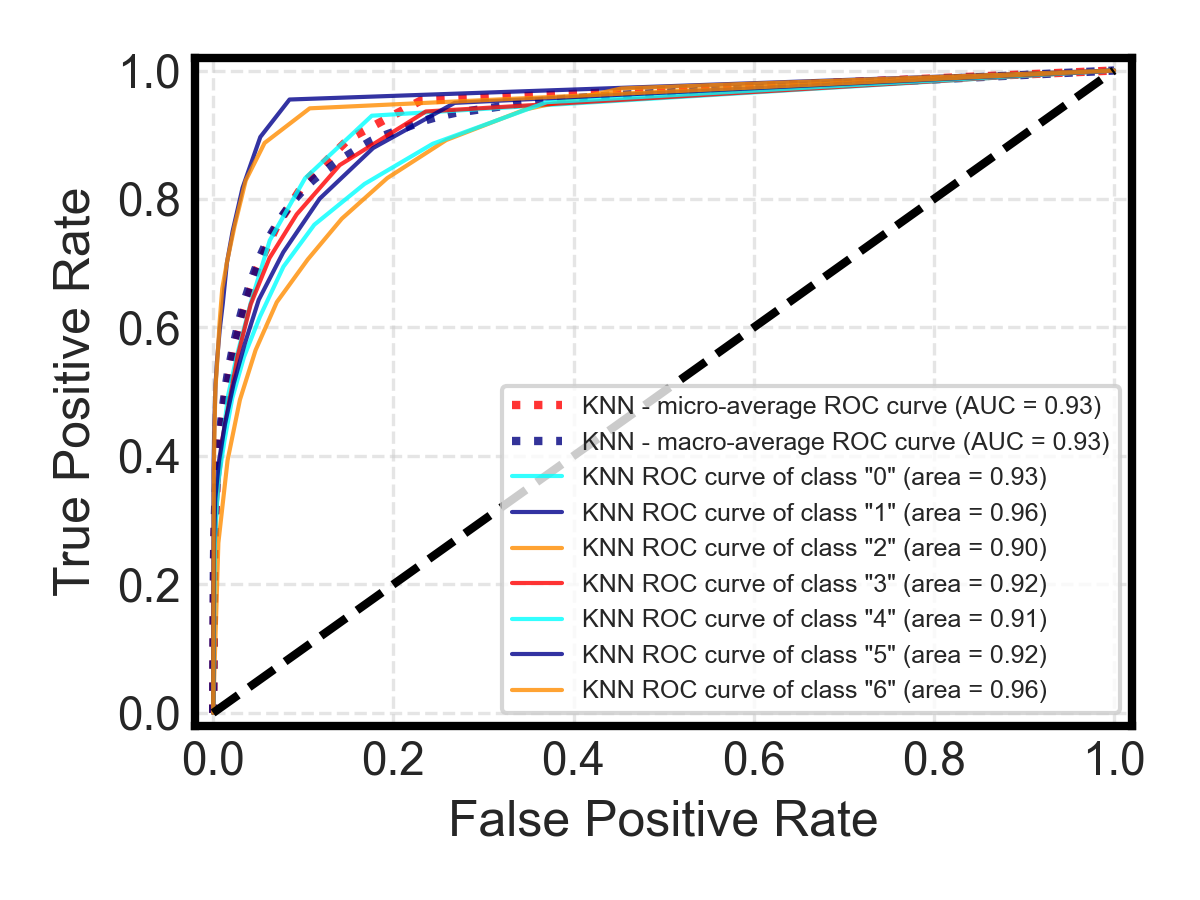 1.0
0.8
0.6
0.4
0.2
0.0
True Positive Rate
KNN - micro-average ROC curve (AUC = 0.93)
KNN - macro-average ROC curve (AUC = 0.93)
KNN ROC curve of class "0" (area = 0.93)
KNN ROC curve of class "1" (area = 0.96)
KNN ROC curve of class "2" (area = 0.90)
KNN ROC curve of class "3" (area = 0.92)
KNN ROC curve of class "4" (area = 0.91)
KNN ROC curve of class "5" (area = 0.92)
KNN ROC curve of class "6" (area = 0.96)
0.0 0.2 0.4 0.6 0.8 1.0
False Positive Rate